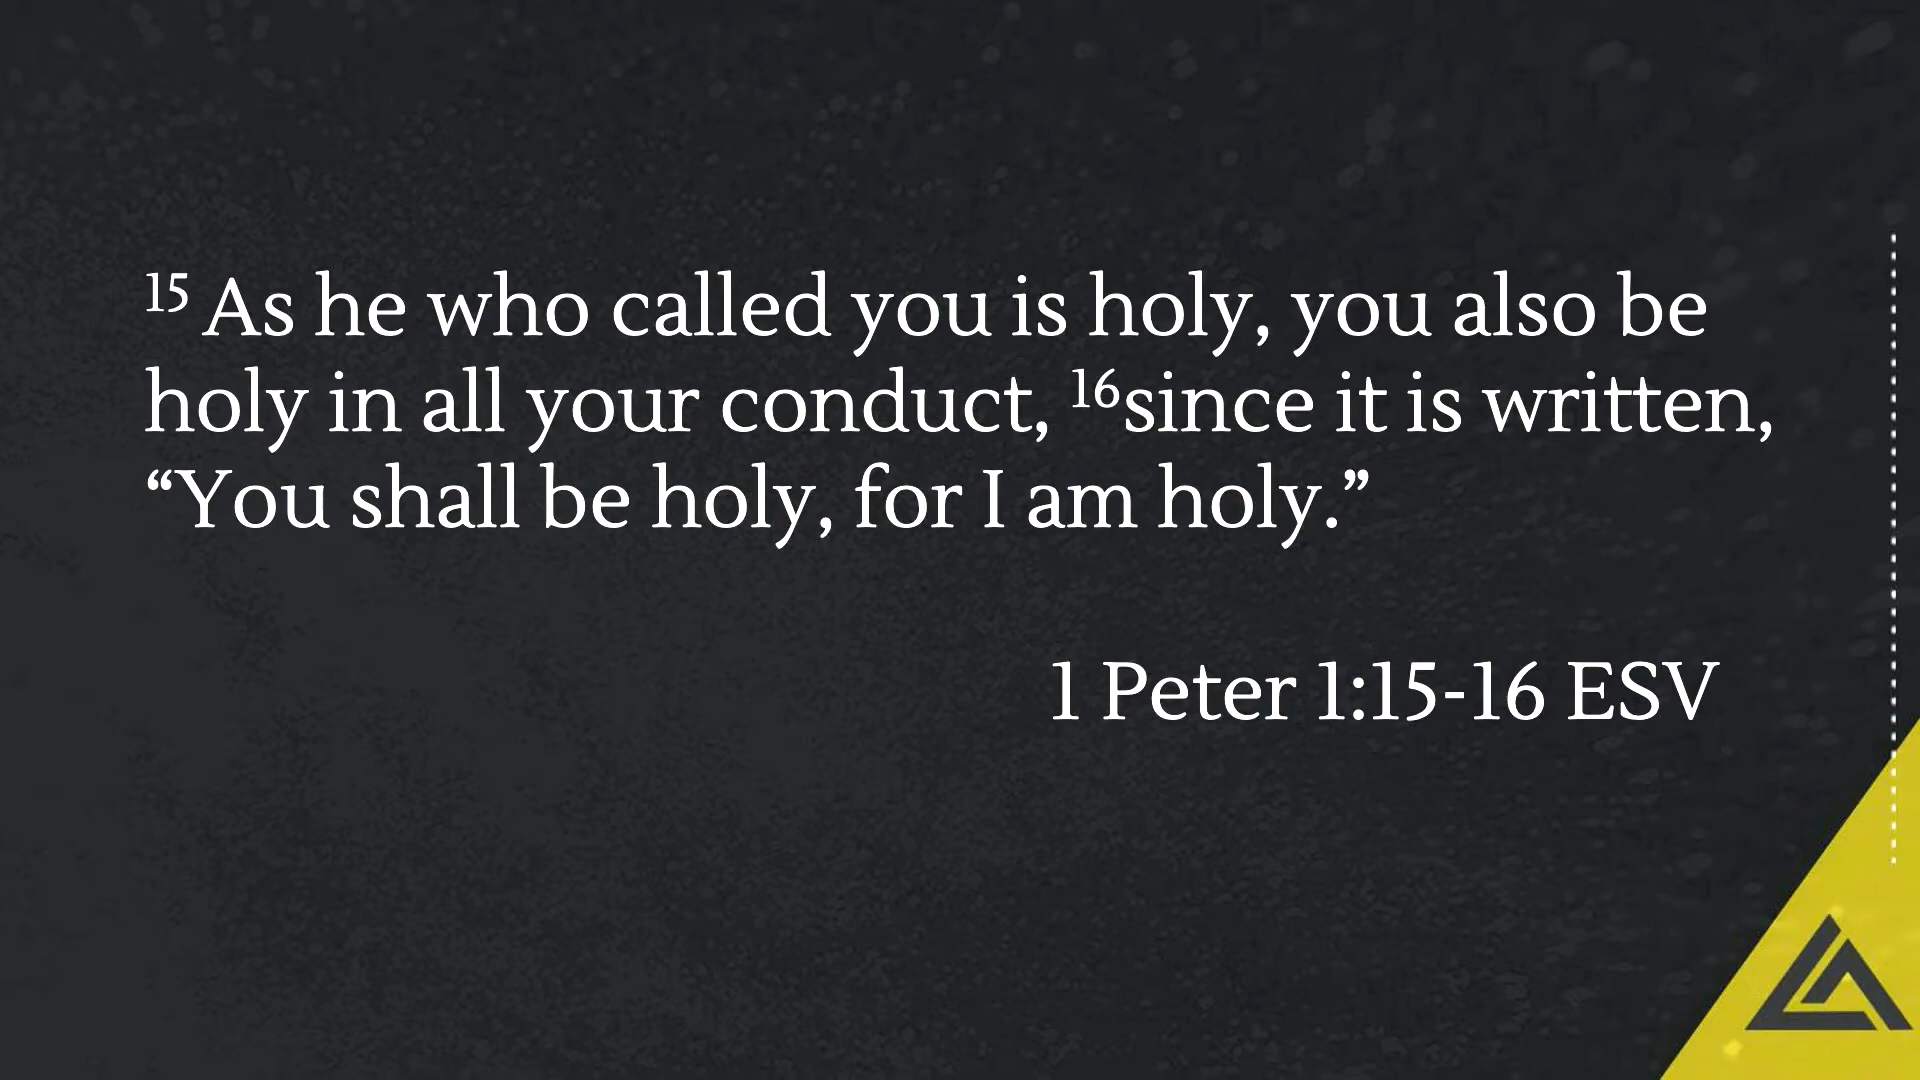 ¹⁵ As he who called you is holy, you also be
holy in all your conduct, ¹⁶since it is written,
“You shall be holy, for I am holy.”
1 Peter 1:15-16 ESV